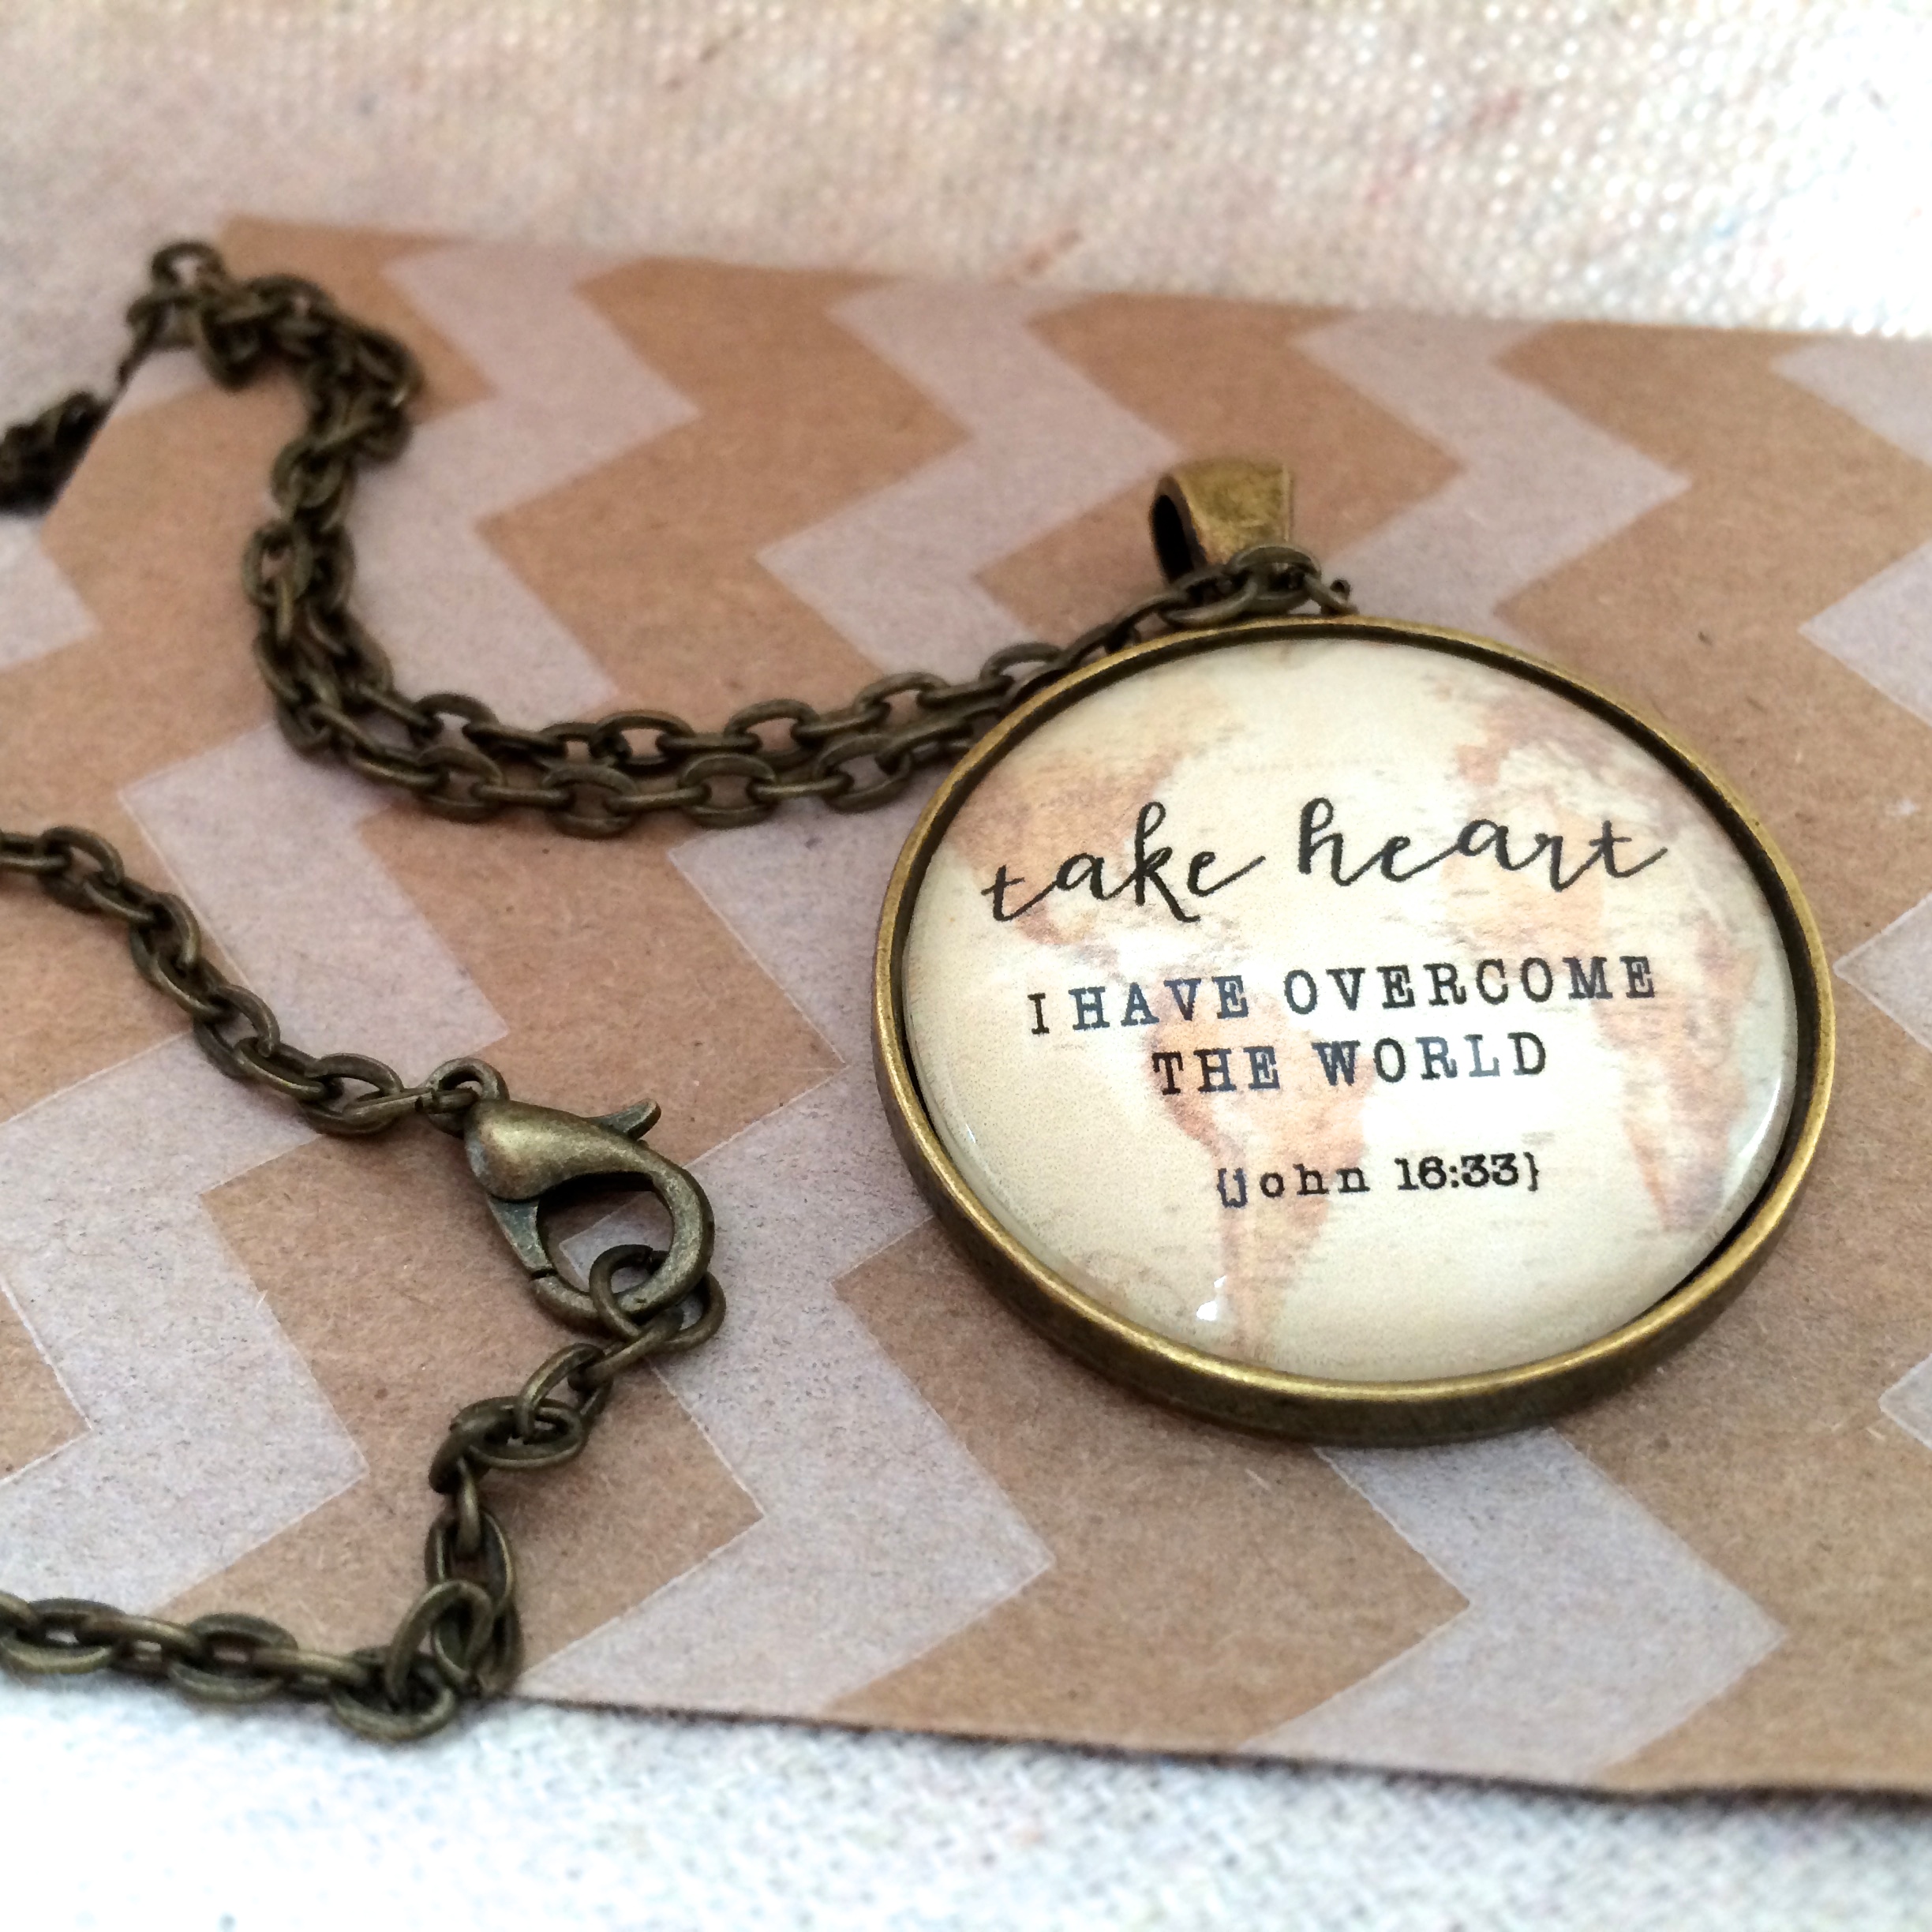 take heart
I HAVE OVERCOME
THE WORLD
{john 16:33}